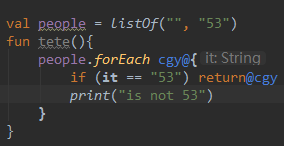 val people = listOf("", "53")
fun tete(){
    people.forEach cgy@{ it: String
        if (it == "53") return@cgy
        print("is not 53")
    }
}